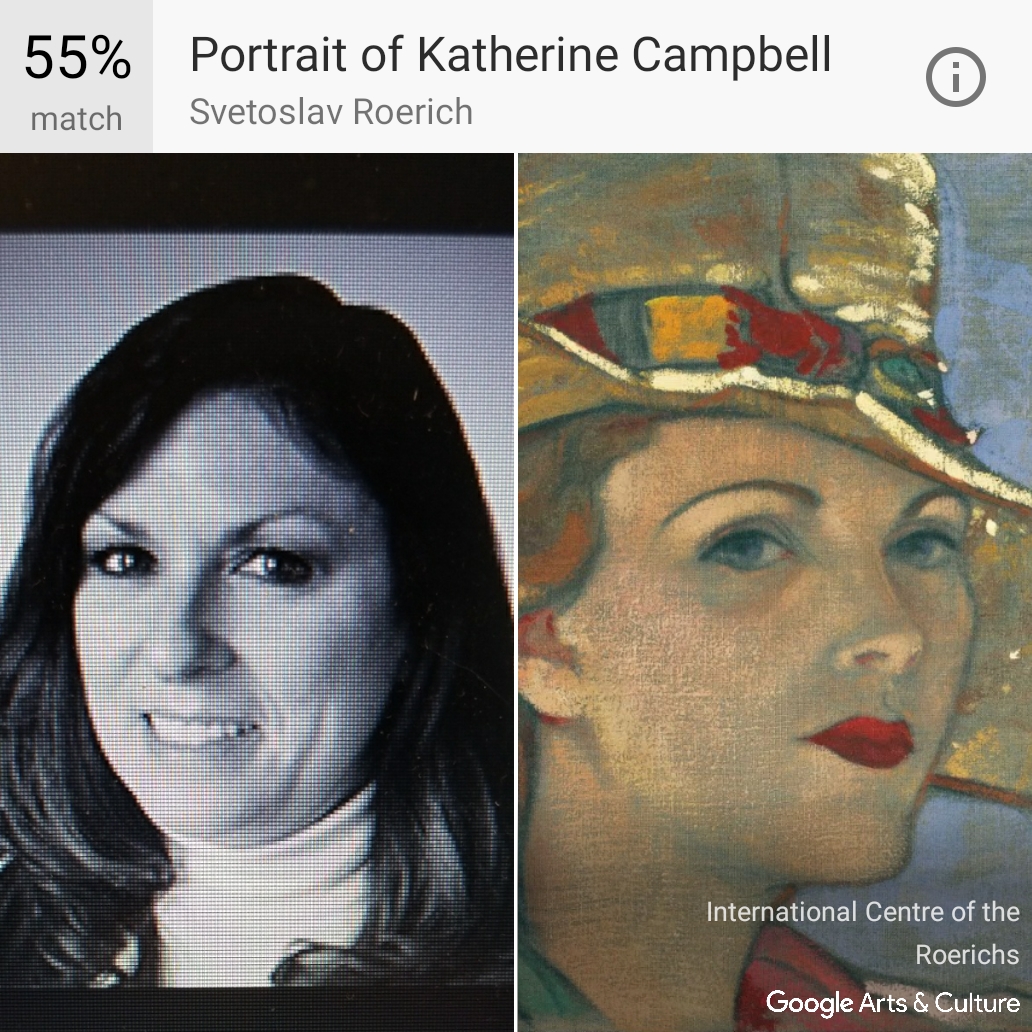 55%
match
Portrait of Katherine Campbell
Svetoslav Roerich
International Centre of the
Roerichs
Google Arts & Culture